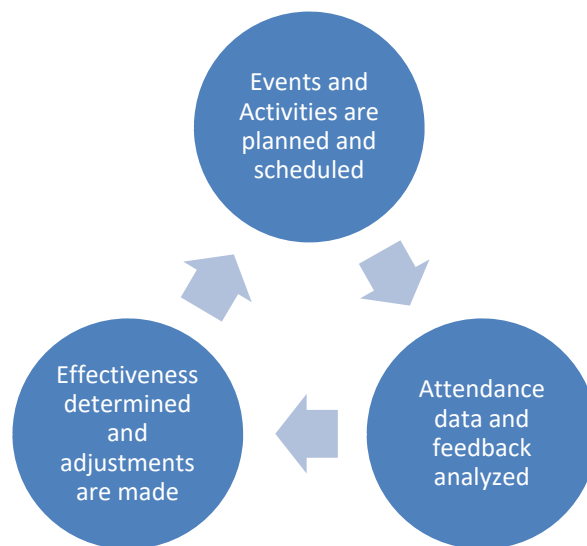 Events and
Activities are
planned and
scheduled
Attendance
data and
feedback
analyzed
Effectiveness
determined
and
adjustments
are made